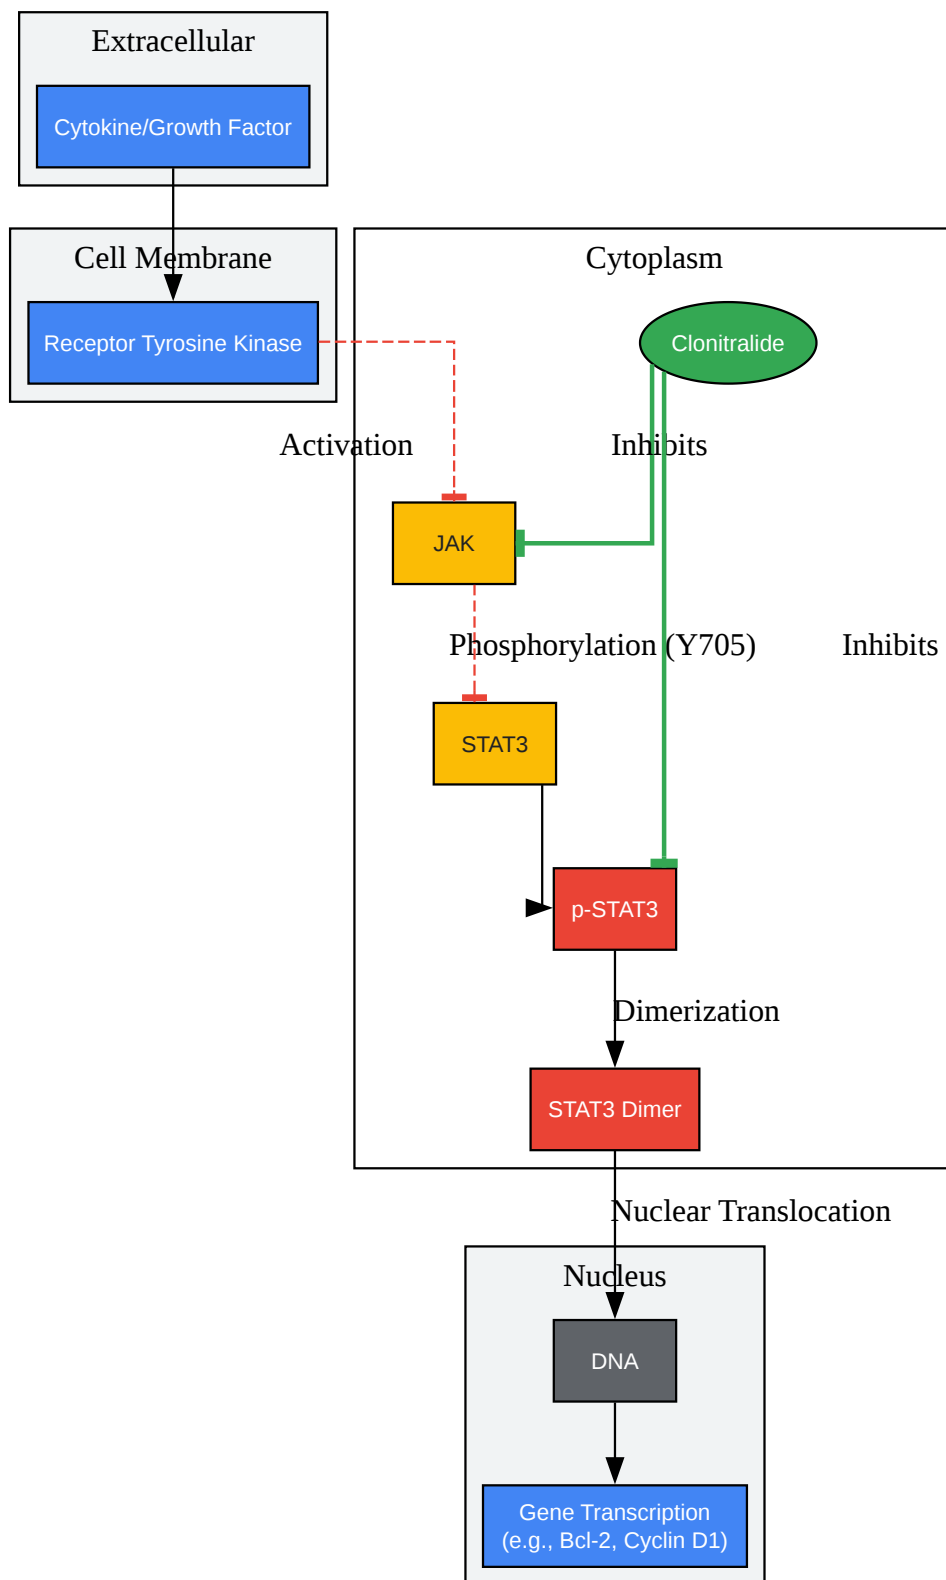 Extracellular
Cytokine/Growth Factor
Cell Membrane
Cytoplasm
Receptor Tyrosine Kinase
Clonitralide
Activation
Inhibits
JAK
Phosphorylation (Y705)
Inhibits
STAT3
p-STAT3
Dimerization
STAT3 Dimer
Nuclear Translocation
Nucleus
DNA
Gene Transcription
(e.g., Bcl-2, Cyclin D1)